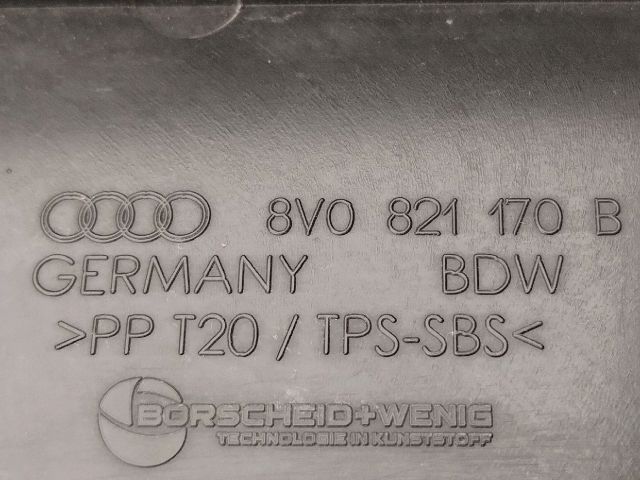 8V0 821 170 B
GERMANY BDW
>PP T20 / TPS-SBS<
BORSCHEID+WENIG
TECHNOLOGIE IN KUNSTSTOFF